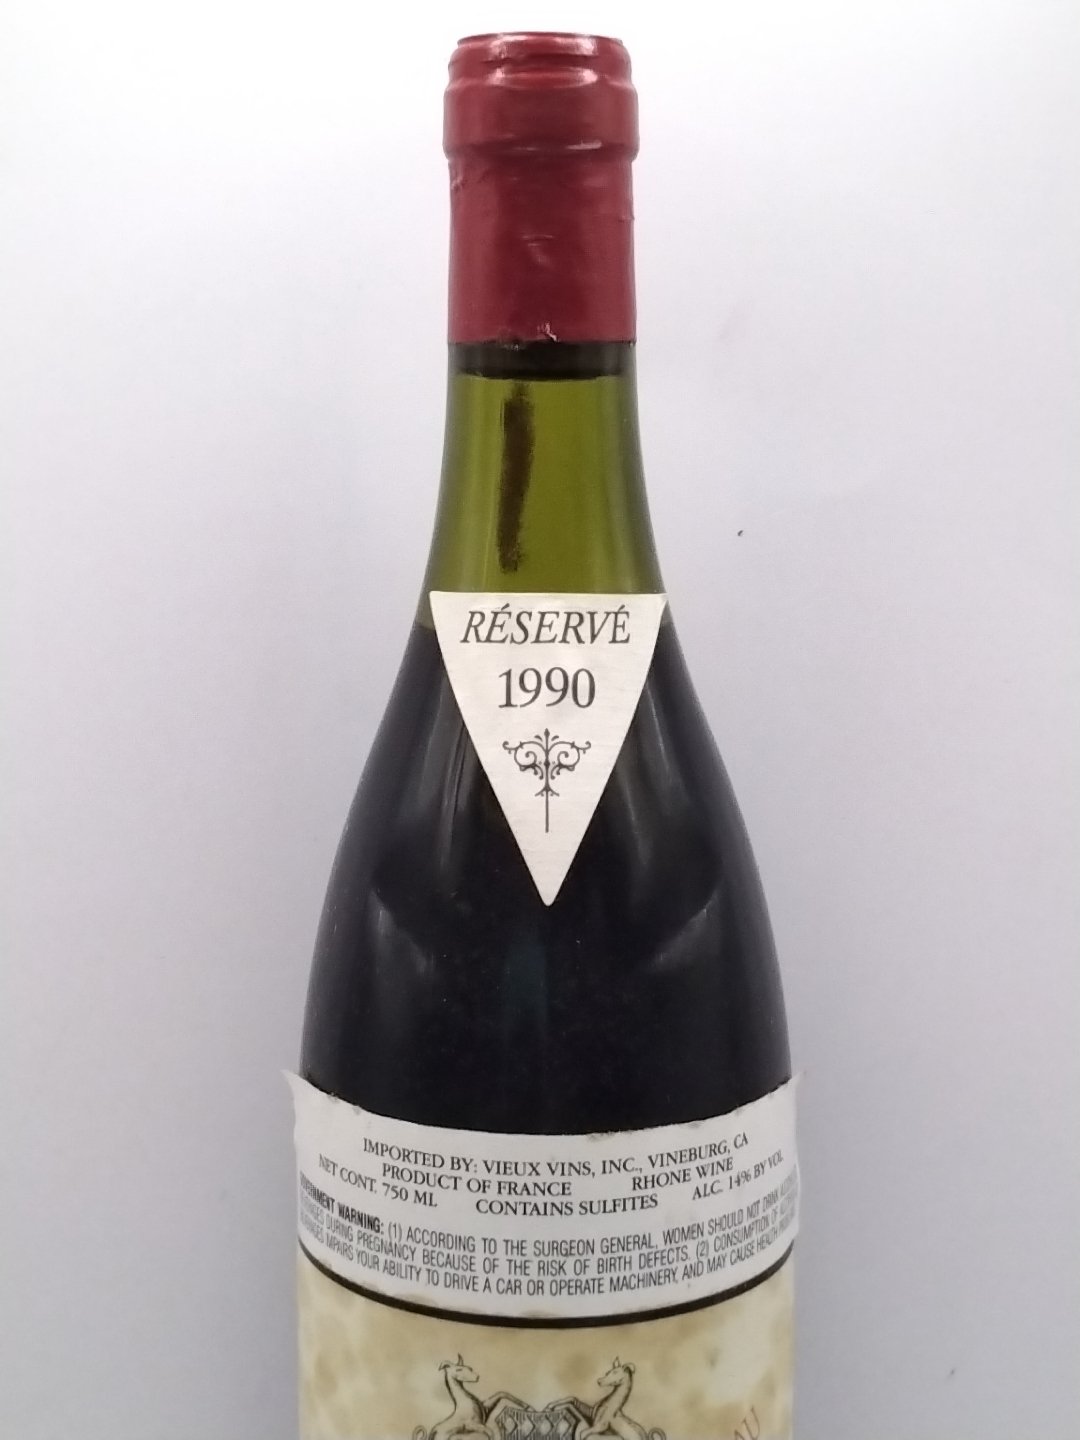 RÉSERVÉ
1990
IMPORTED BY: VIEUX VINS, INC., VINEBURG, CA
PRODUCT OF FRANCE RHONE WINE
NET CONT. 750 ML CONTAINS SULFITES ALC. 14% BY VOL
WARNING: (1) ACCORDING TO THE SURGEON GENERAL, WOMEN SHOULD NOT DRINK
DURING PREGNANCY BECAUSE OF THE RISK OF BIRTH DEFECTS. (2) CONSUMPTION OF
IMPAIRS YOUR ABILITY TO DRIVE A CAR OR OPERATE MACHINERY, AND MAY CAUSE HEALTH